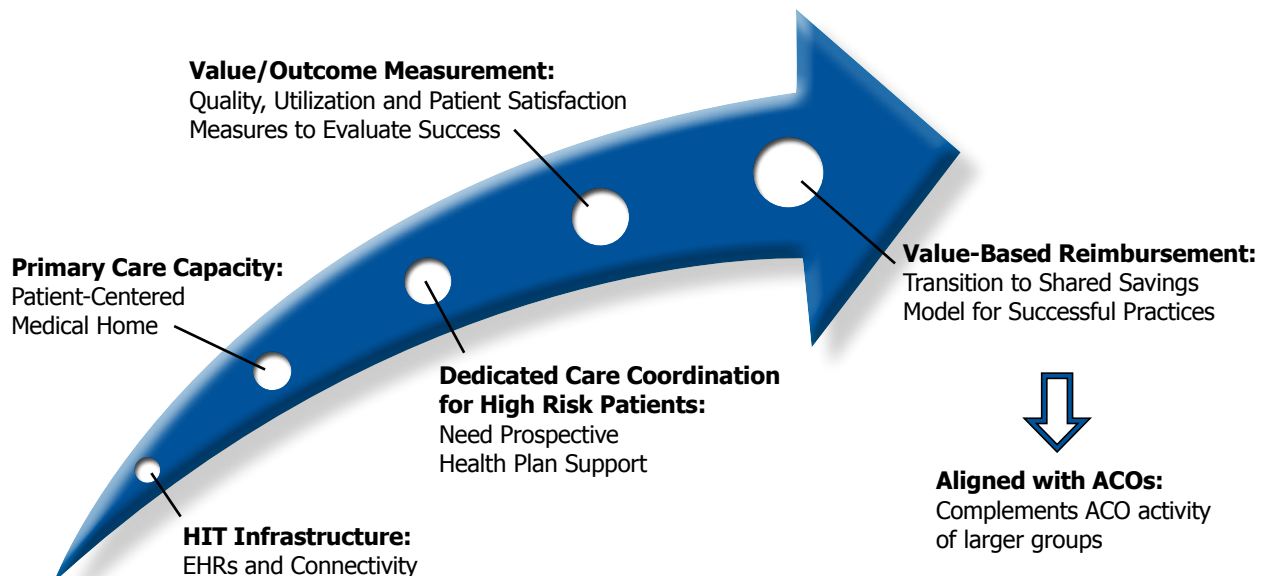 Value/Outcome Measurement:
Quality, Utilization and Patient Satisfaction
Measures to Evaluate Success
Primary Care Capacity:
Patient-Centered
Medical Home
Value-Based Reimbursement:
Transition to Shared Savings
Model for Successful Practices
Dedicated Care Coordination
for High Risk Patients:
Need Prospective
Health Plan Support
Aligned with ACOs:
Complements ACO activity
of larger groups
HIT Infrastructure:
EHRs and Connectivity